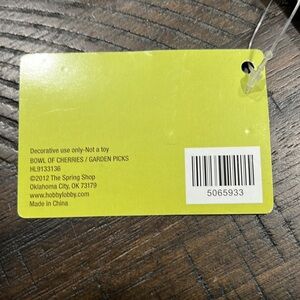 Decorative use only-Not a toy
BOWL OF CHERRIES / GARDEN PICKS
HL9133136
©2012 The Spring Shop
Oklahoma City, OK 73179
www.hobbylobby.com
Made in China
5065933